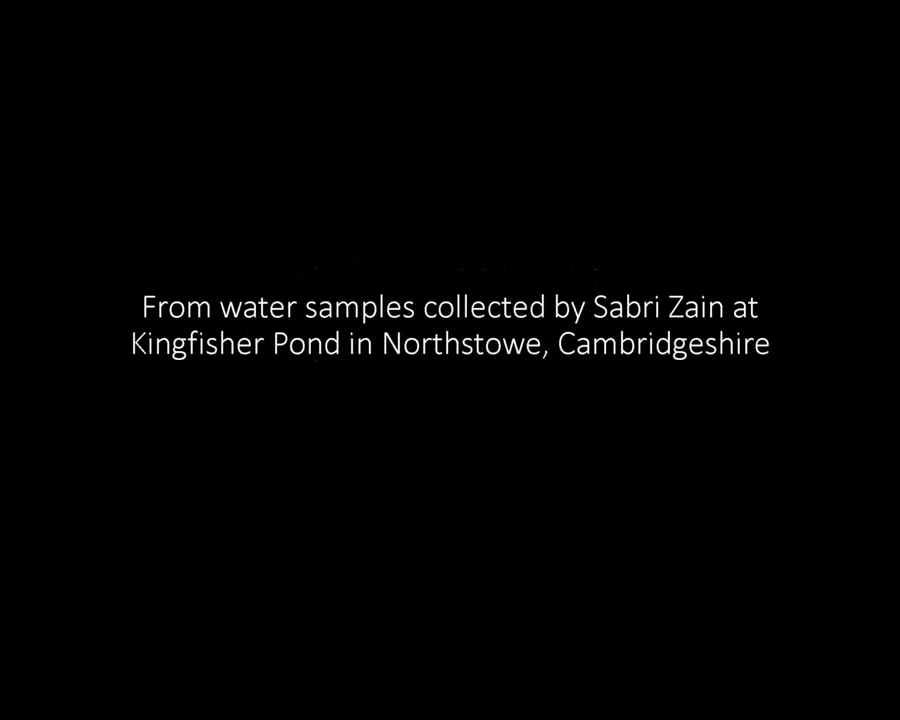 From water samples collected by Sabri Zain at
Kingfisher Pond in Northstowe, Cambridgeshire